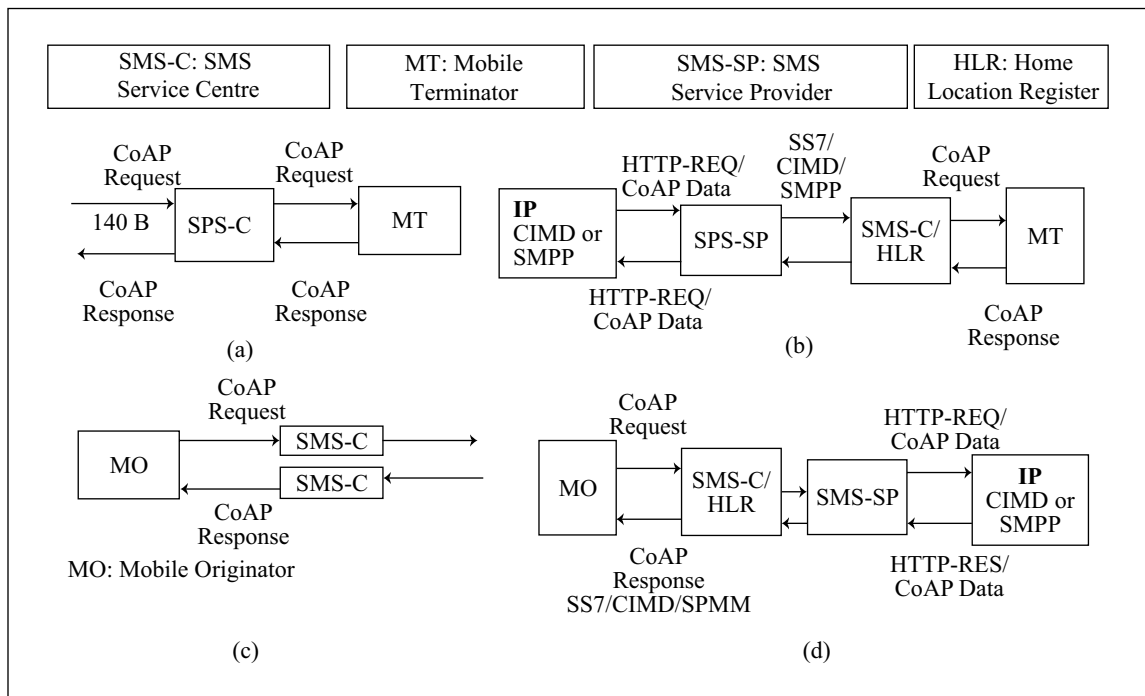 SMS-C: SMS
Service Centre
MT: Mobile
Terminator
SMS-SP: SMS
Service Provider
HLR: Home
Location Register
CoAP
Request
140 B
CoAP
Response
SPS-C
CoAP
Request
CoAP
Response
MT
(a)
IP
CIMD or
SMPP
HTTP-REQ/
CoAP Data
HTTP-REQ/
CoAP Data
SPS-SP
SS7/
CIMD/
SMPP
SMS-C/
HLR
CoAP
Request
CoAP
Response
MT
(b)
MO
CoAP
Request
SMS-C
SMS-C
CoAP
Response
MO: Mobile Originator
(c)
MO
CoAP
Request
SMS-C/
HLR
CoAP
Response
SS7/CIMD/SPMM
SMS-SP
HTTP-REQ/
CoAP Data
IP
CIMD or
SMPP
HTTP-RES/
CoAP Data
(d)